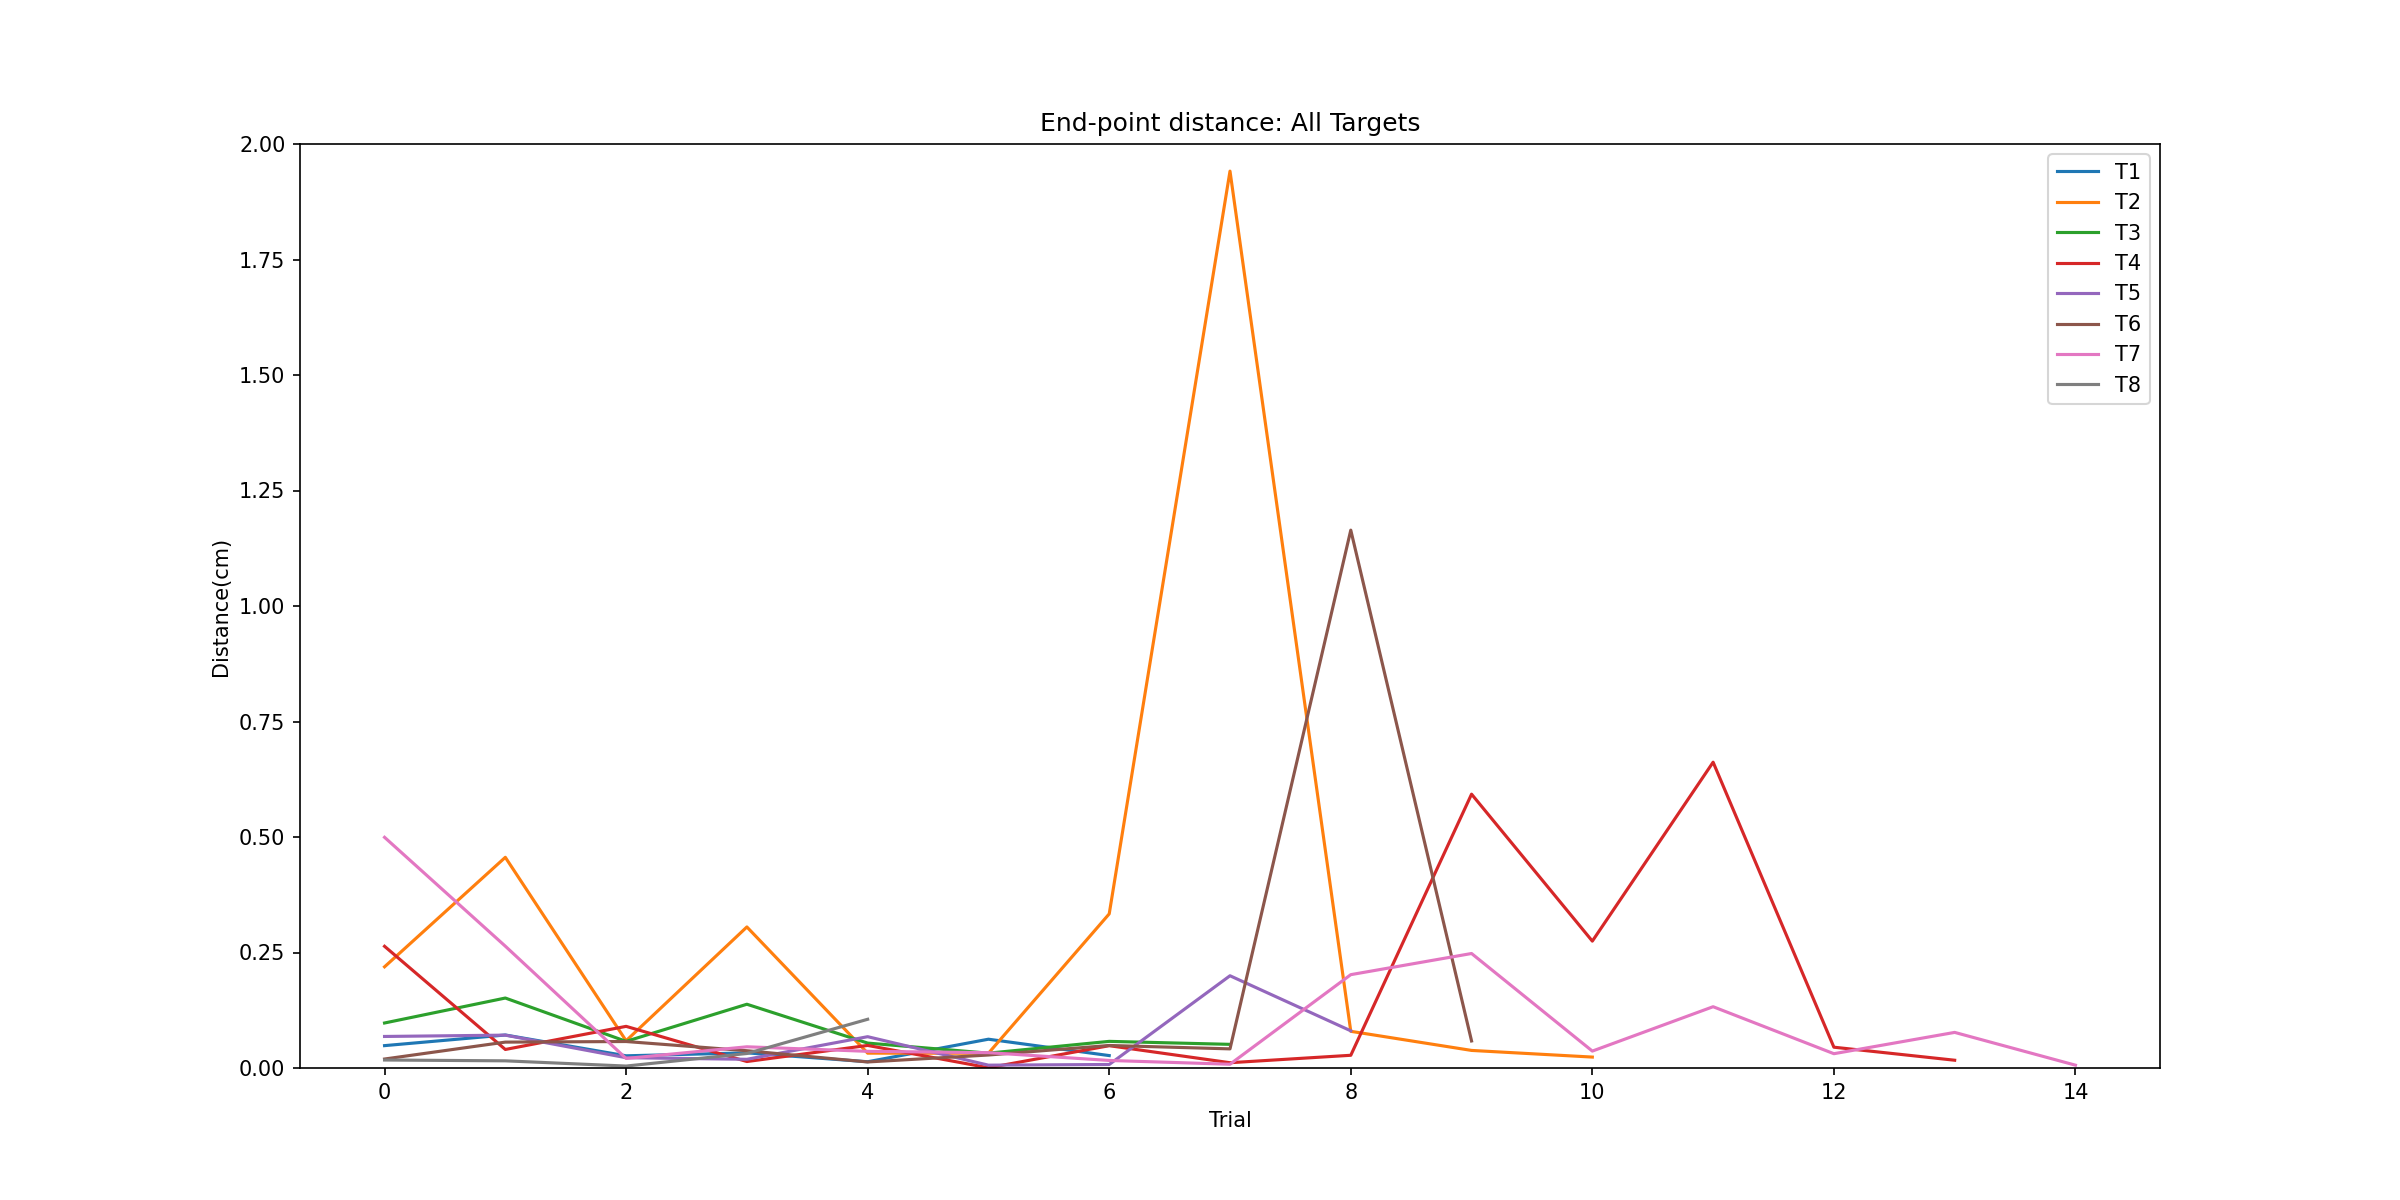 End-point distance: All Targets
2.00
1.75
1.50
1.25
1.00
0.75
0.50
0.25
0.00
Distance(cm)
0 2 4 6 8 10 12 14
Trial
T1
T2
T3
T4
T5
T6
T7
T8